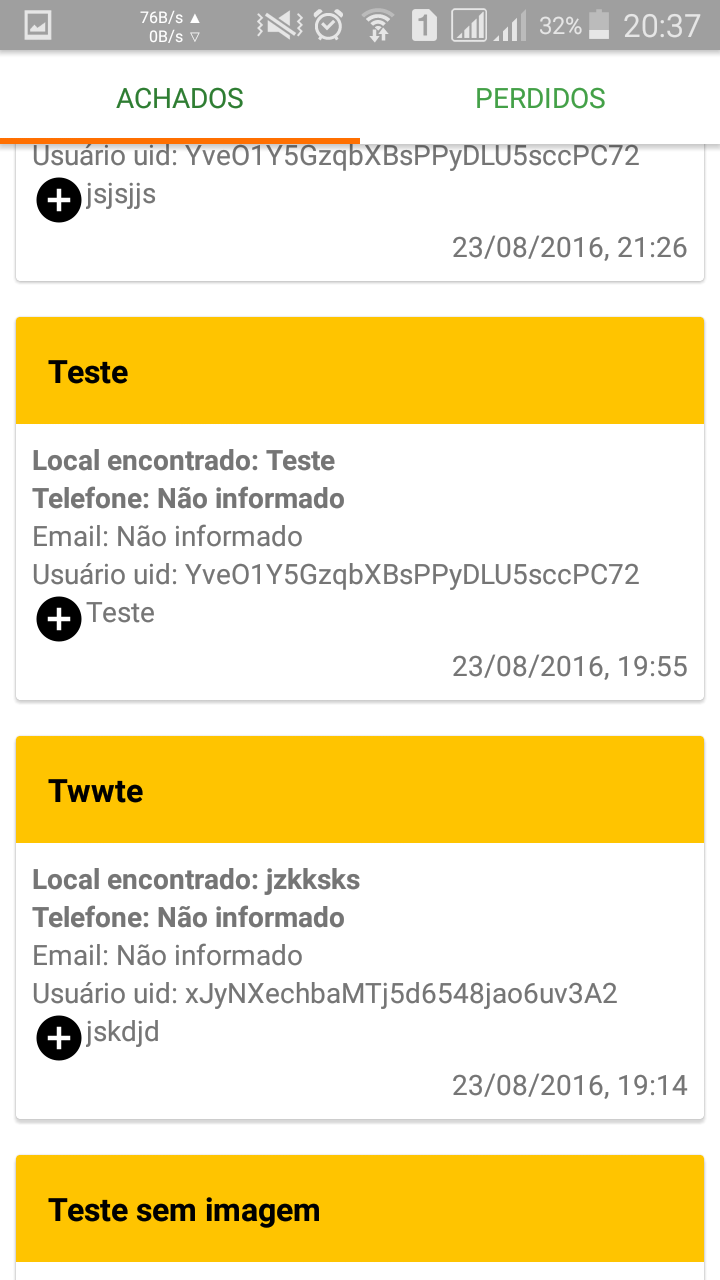 76B/s ▲
0B/s ▽
1
32%
20:37
ACHADOS
PERDIDOS
Usuário uid: YveO1Y5GzqbXBsPPyDLU5sccPC72
jsjsjjs
23/08/2016, 21:26
Teste
Local encontrado: Teste
Telefone: Não informado
Email: Não informado
Usuário uid: YveO1Y5GzqbXBsPPyDLU5sccPC72
Teste
23/08/2016, 19:55
Twwte
Local encontrado: jzkksks
Telefone: Não informado
Email: Não informado
Usuário uid: xJyNXechbaMTj5d6548jao6uv3A2
jskdjd
23/08/2016, 19:14
Teste sem imagem